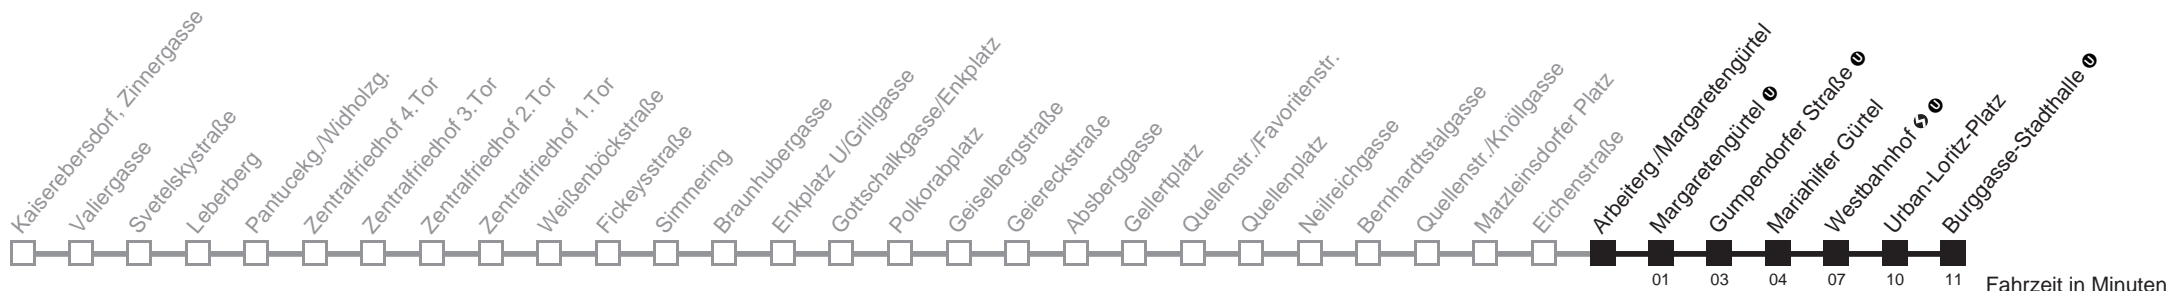 Kaiserebersdorf, Zinnergasse
Valiergasse
Svetelskystraße
Leberberg
Pantucekg./Widholzg.
Zentralfriedhof 4.Tor
Zentralfriedhof 3.Tor
Zentralfriedhof 2.Tor
Zentralfriedhof 1.Tor
Weißenböckstraße
Fickeysstraße
Simmering
Braunhubergasse
Enkplatz U/Grillgasse
Gottschalkgasse/Enkplatz
Polkorabplatz
Geiselbergstraße
Geiereckstraße
Absberggasse
Gellertplatz
Quellenstr./Favoritenstr.
Quellenplatz
Neilreichgasse
Bernhardtstalgasse
Quellenstr./Knöllgasse
Matzleinsdorfer Platz
Eichenstraße
Arbeiterg./Margaretengürtel
Margaretengürtel U
Gumpendorfer Straße U
Mariahilfer Gürtel
Westbahnhof S U
Urban-Loritz-Platz
Burggasse-Stadthalle U
01 03 04 07 10 11 Fahrzeit in Minuten